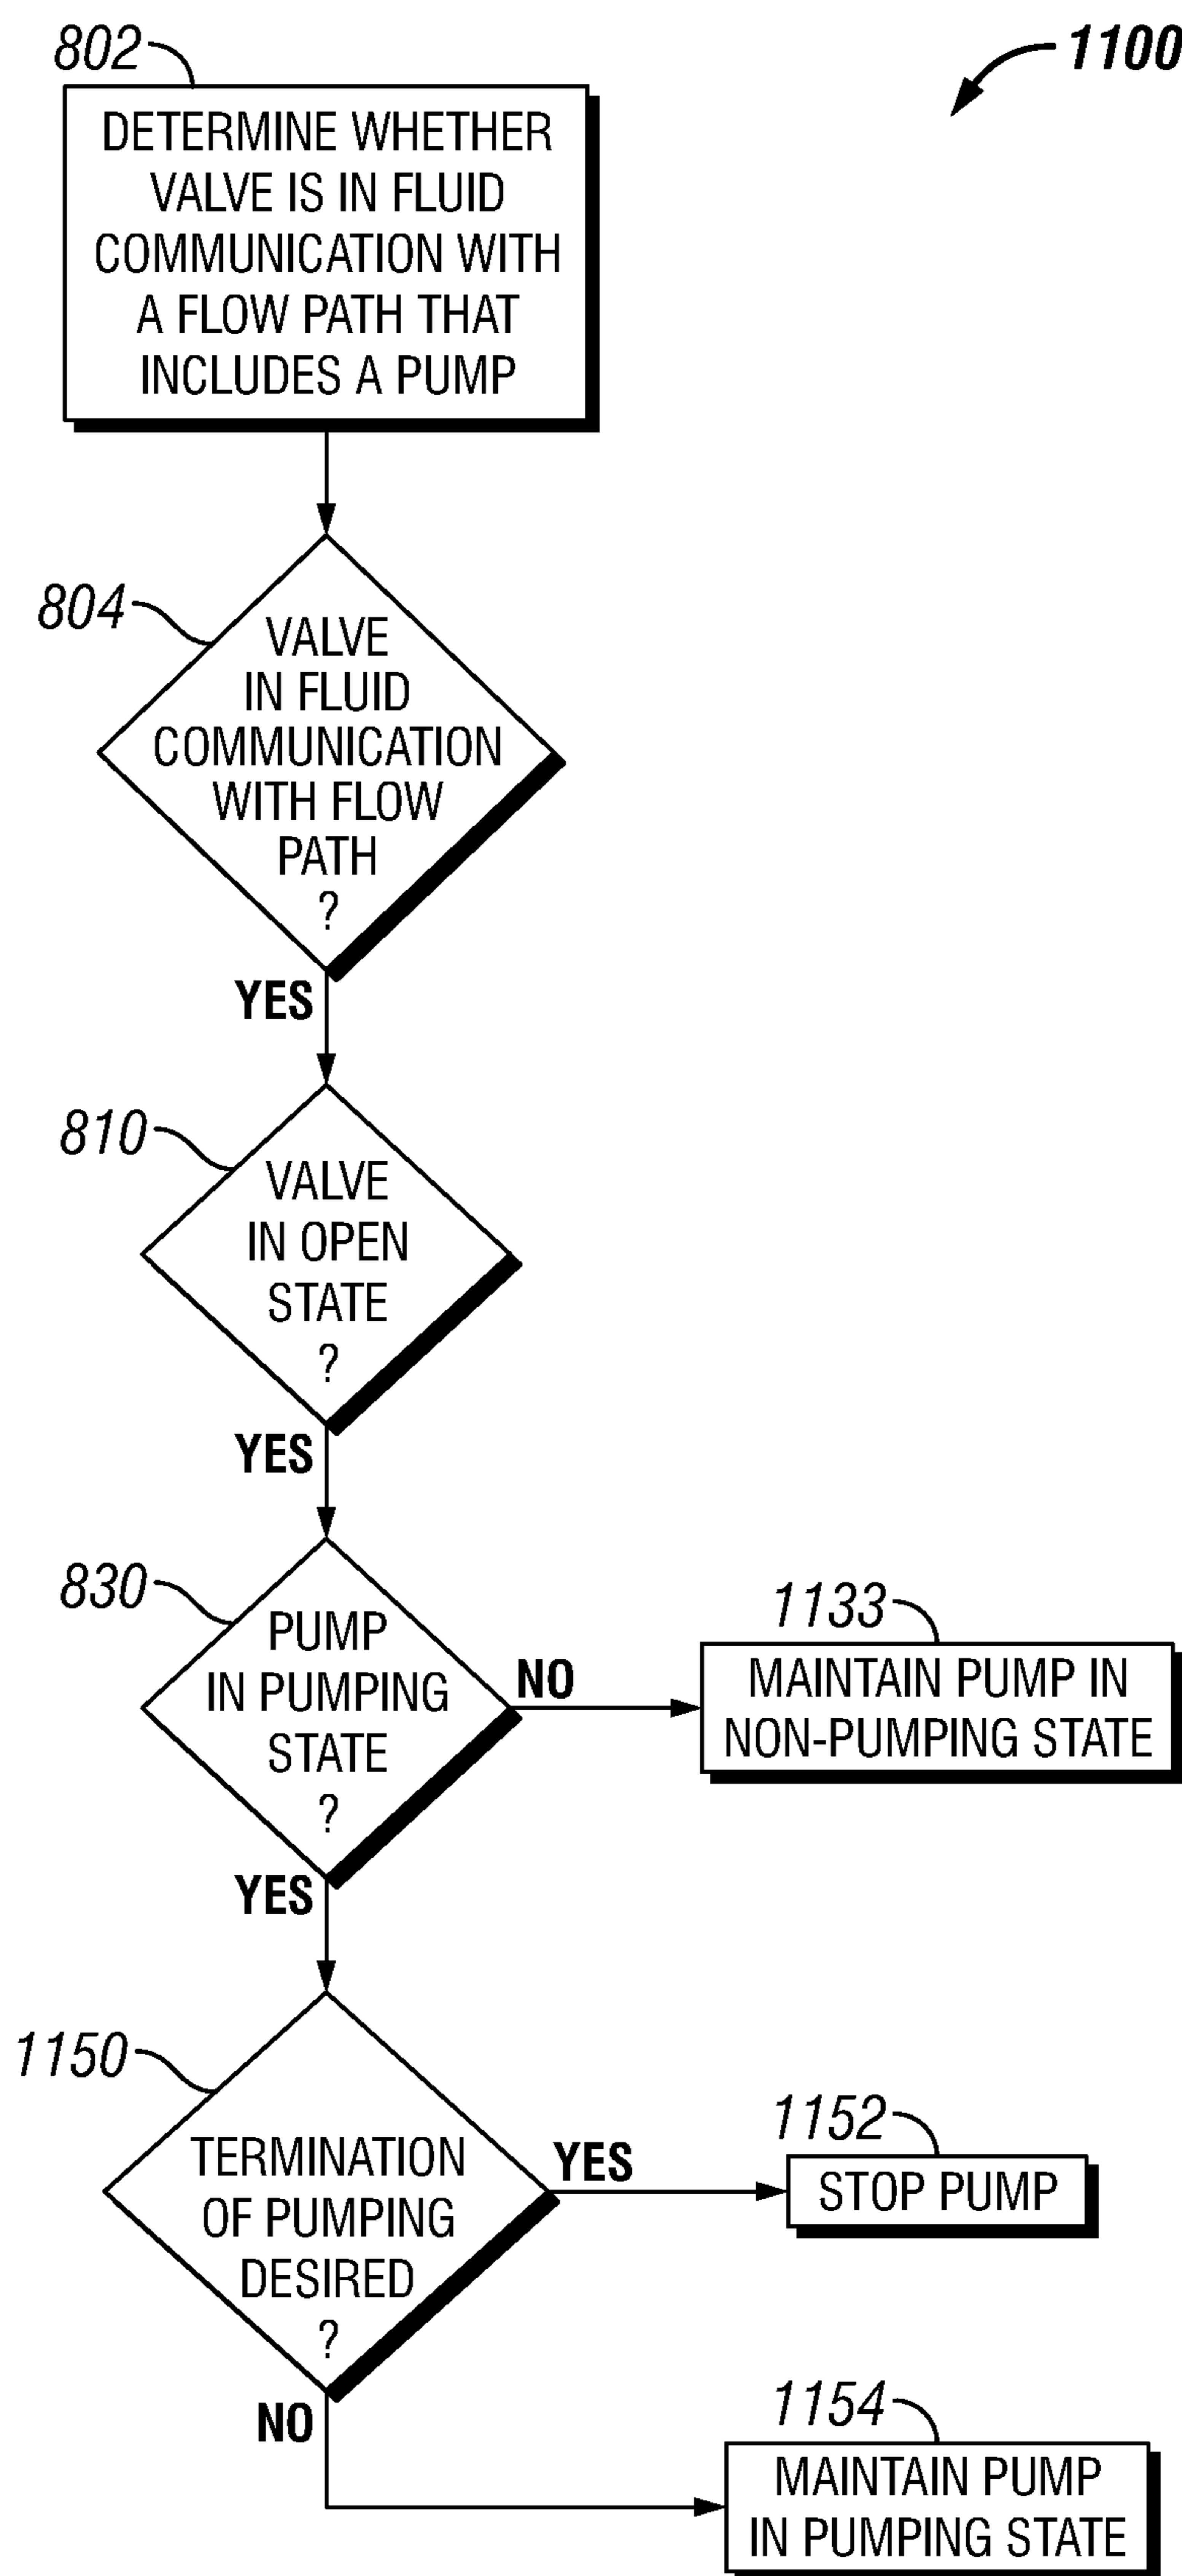 802
1100
DETERMINE WHETHER
VALVE IS IN FLUID
COMMUNICATION WITH
A FLOW PATH THAT
INCLUDES A PUMP
804
VALVE
IN FLUID
COMMUNICATION
WITH FLOW
PATH
?
YES
810
VALVE
IN OPEN
STATE
?
YES
830
PUMP
IN PUMPING
STATE
?
NO
1133
MAINTAIN PUMP IN
NON-PUMPING STATE
YES
1150
TERMINATION
OF PUMPING
DESIRED
?
YES
1152
STOP PUMP
NO
1154
MAINTAIN PUMP
IN PUMPING STATE